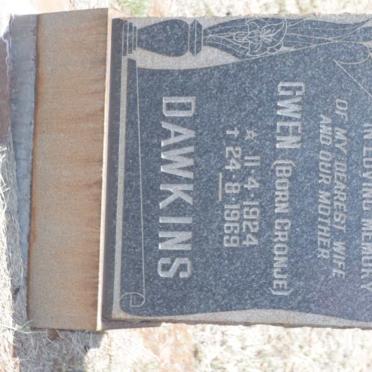 IN LOVING MEMORY
OF MY DEAREST WIFE
AND OUR MOTHER
GWEN (BORN CRONJE)
☆ 11·4·1924
† 24·8·1969
DAWKINS